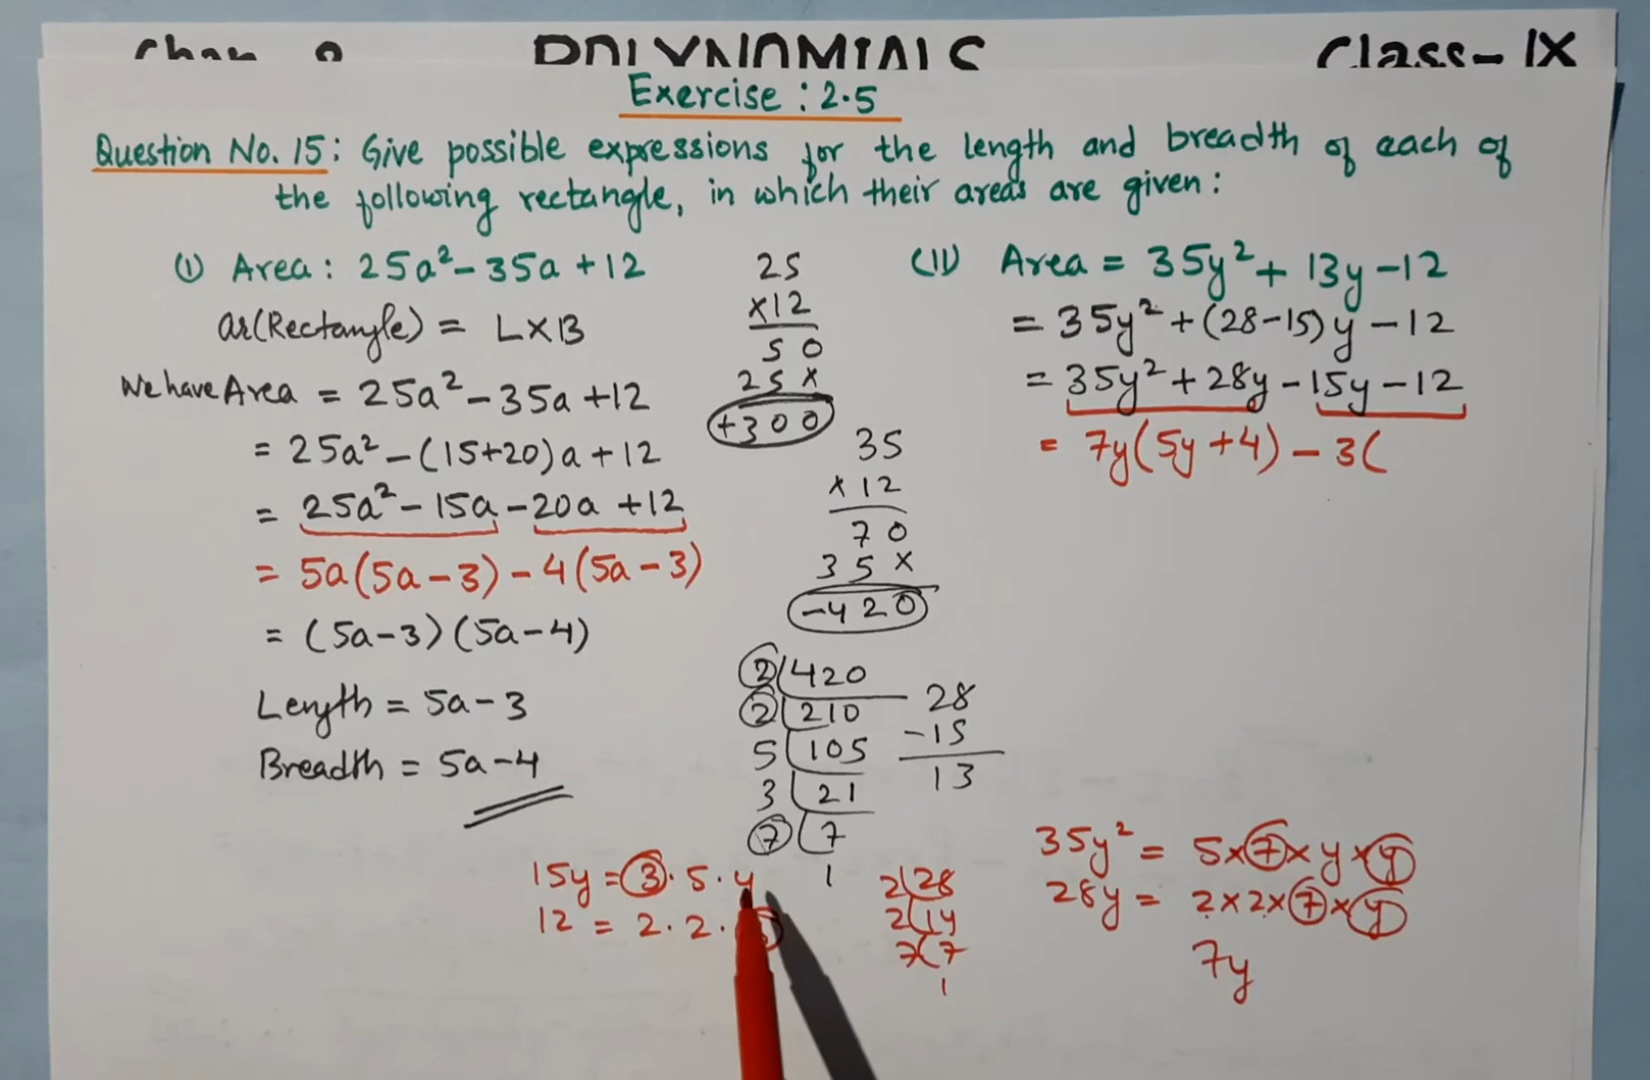 Chap 2 POLYNOMIALS Class-IX
Exercise : 2.5
Question No. 15 : Give possible expressions for the length and breadth of each of
the following rectangle, in which their areas are given :
(i) Area : 25a² - 35a + 12
ar(Rectangle) = L×B
We have Area = 25a² - 35a + 12
= 25a² - (15+20)a + 12
= 25a² - 15a - 20a + 12
= 5a(5a - 3) - 4(5a - 3)
= (5a-3)(5a-4)
Length = 5a-3
Breadth = 5a-4
25
×12
50
25×
+300
35
×12
70
35×
-420
2 420
2 210
5 105
3 21
7 7
1
28
-15
13
(ii) Area = 35y² + 13y - 12
= 35y² + (28-15)y - 12
= 35y² + 28y - 15y - 12
= 7y(5y + 4) - 3(
15y = 3·5·y
12 = 2·2·
2 28
2 14
7 7
1
35y² = 5×7×y×y
28y = 2×2×7×y
7y